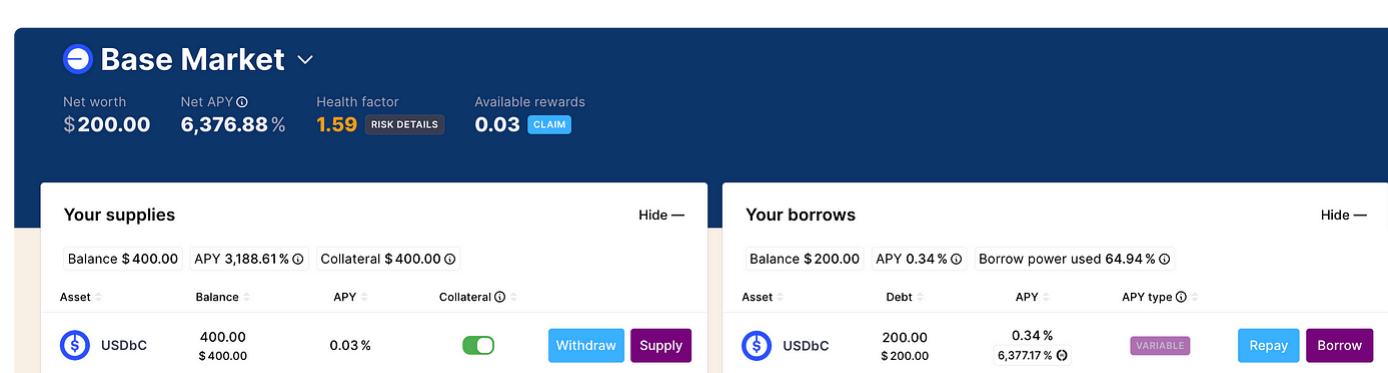 Base Market
Net worth Net APY Health factor Available rewards
$200.00 6,376.88% 1.59 RISK DETAILS 0.03 CLAIM
Your supplies Hide —
Balance $400.00 APY 3,188.61% Collateral $400.00
Asset Balance APY Collateral
USDbC 400.00 0.03% Withdraw Supply
$400.00
Your borrows Hide —
Balance $200.00 APY 0.34% Borrow power used 64.94%
Asset Debt APY APY type
USDbC 200.00 0.34% VARIABLE Repay Borrow
$200.00 6,377.17%